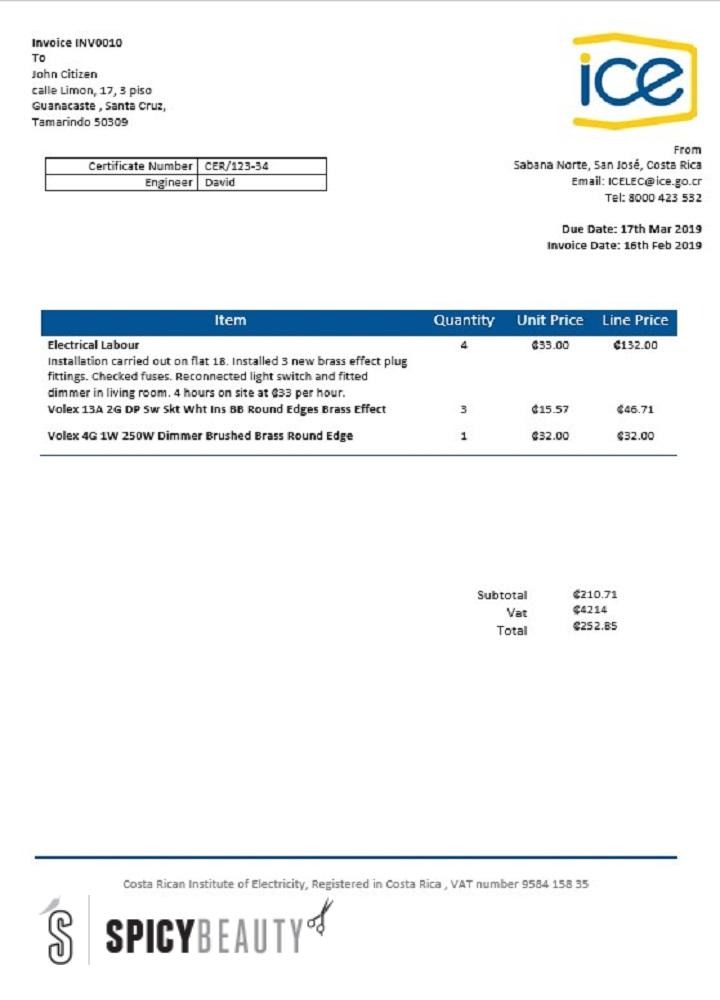 Invoice INV0010
To
John Citizen
calle Limon, 17, 3 piso
Guanacaste , Santa Cruz,
Tamarindo 50309
ice
From
Sabana Norte, San José, Costa Rica
Email: ICELEC@ice.go.cr
Tel: 8000 423 532
Certificate Number CER/123-34
Engineer David
Due Date: 17th Mar 2019
Invoice Date: 16th Feb 2019
Item Quantity Unit Price Line Price
Electrical Labour 4 ₡33.00 ₡132.00
Installation carried out on flat 18. Installed 3 new brass effect plug
fittings. Checked fuses. Reconnected light switch and fitted
dimmer in living room. 4 hours on site at ₡33 per hour.
Volex 13A 2G DP Sw Skt Wht Ins BB Round Edges Brass Effect 3 ₡15.57 ₡46.71
Volex 4G 1W 250W Dimmer Brushed Brass Round Edge 1 ₡32.00 ₡32.00
Subtotal ₡210.71
Vat ₡4214
Total ₡252.85
Costa Rican Institute of Electricity, Registered in Costa Rica , VAT number 9584 158 35
S SPICYBEAUTY